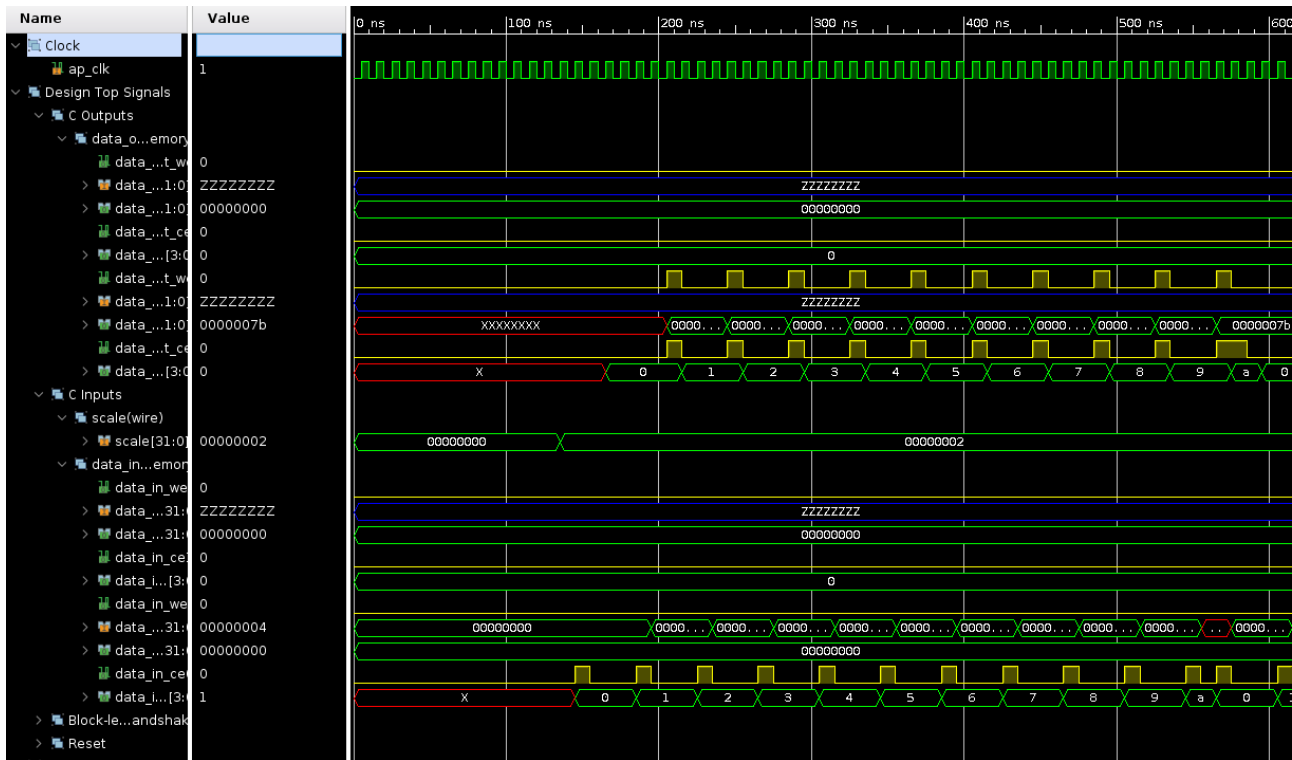 Name Value 0 ns 100 ns 200 ns 300 ns 400 ns 500 ns 600
Clock
ap_clk 1
Design Top Signals
C Outputs
data_o...emory
data_...t_we 0
data_...1:0] ZZZZZZZZ ZZZZZZZZ
data_...1:0] 00000000 00000000
data_...t_ce 0
data_...[3:0 0 0
data_...t_we 0
data_...1:0] ZZZZZZZZ ZZZZZZZZ
data_...1:0] 0000007b XXXXXXXX 0000... 0000... 0000... 0000... 0000... 0000... 0000... 0000... 0000... 0000007b
data_...t_ce 0
data_...[3:0 0 X 0 1 2 3 4 5 6 7 8 9 a 0
C Inputs
scale(wire)
scale[31:0] 00000002 00000000 00000002
data_in...emory
data_in_we 0
data_...31: ZZZZZZZZ ZZZZZZZZ
data_...31: 00000000 00000000
data_in_ce 0
data_i...[3: 0 0
data_in_we 0
data_...31: 00000004 00000000 0000... 0000... 0000... 0000... 0000... 0000... 0000... 0000... 0000... .. 0000...
data_...31: 00000000 00000000
data_in_ce 0
data_i...[3: 1 X 0 1 2 3 4 5 6 7 8 9 a 0
Block-le...andshak
Reset